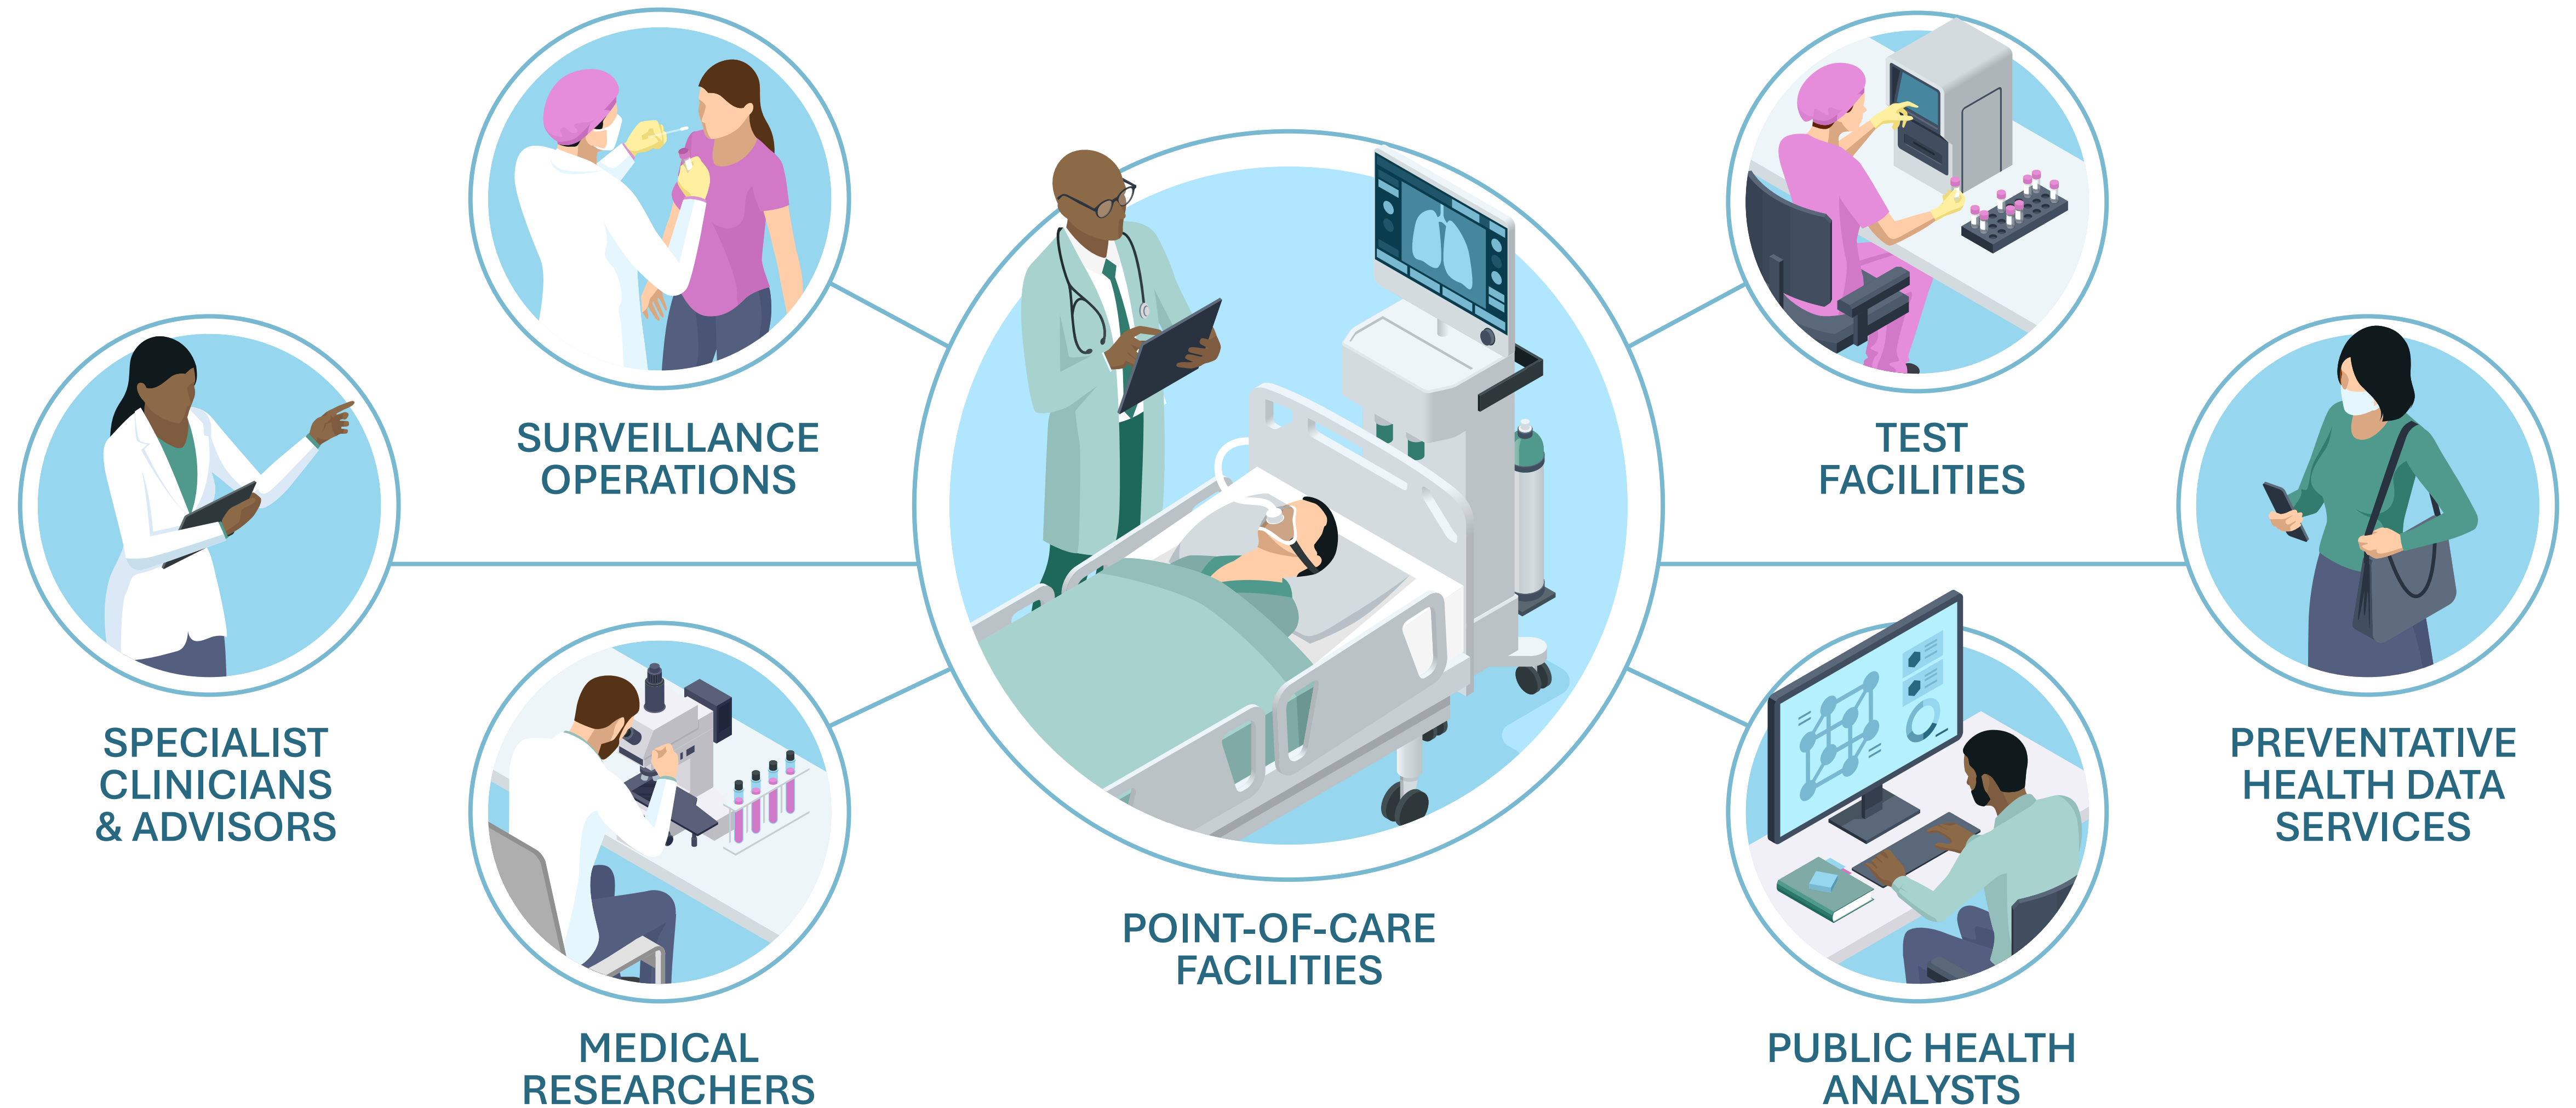 SURVEILLANCE
OPERATIONS
TEST
FACILITIES
SPECIALIST
CLINICIANS
& ADVISORS
PREVENTATIVE
HEALTH DATA
SERVICES
POINT-OF-CARE
FACILITIES
MEDICAL
RESEARCHERS
PUBLIC HEALTH
ANALYSTS